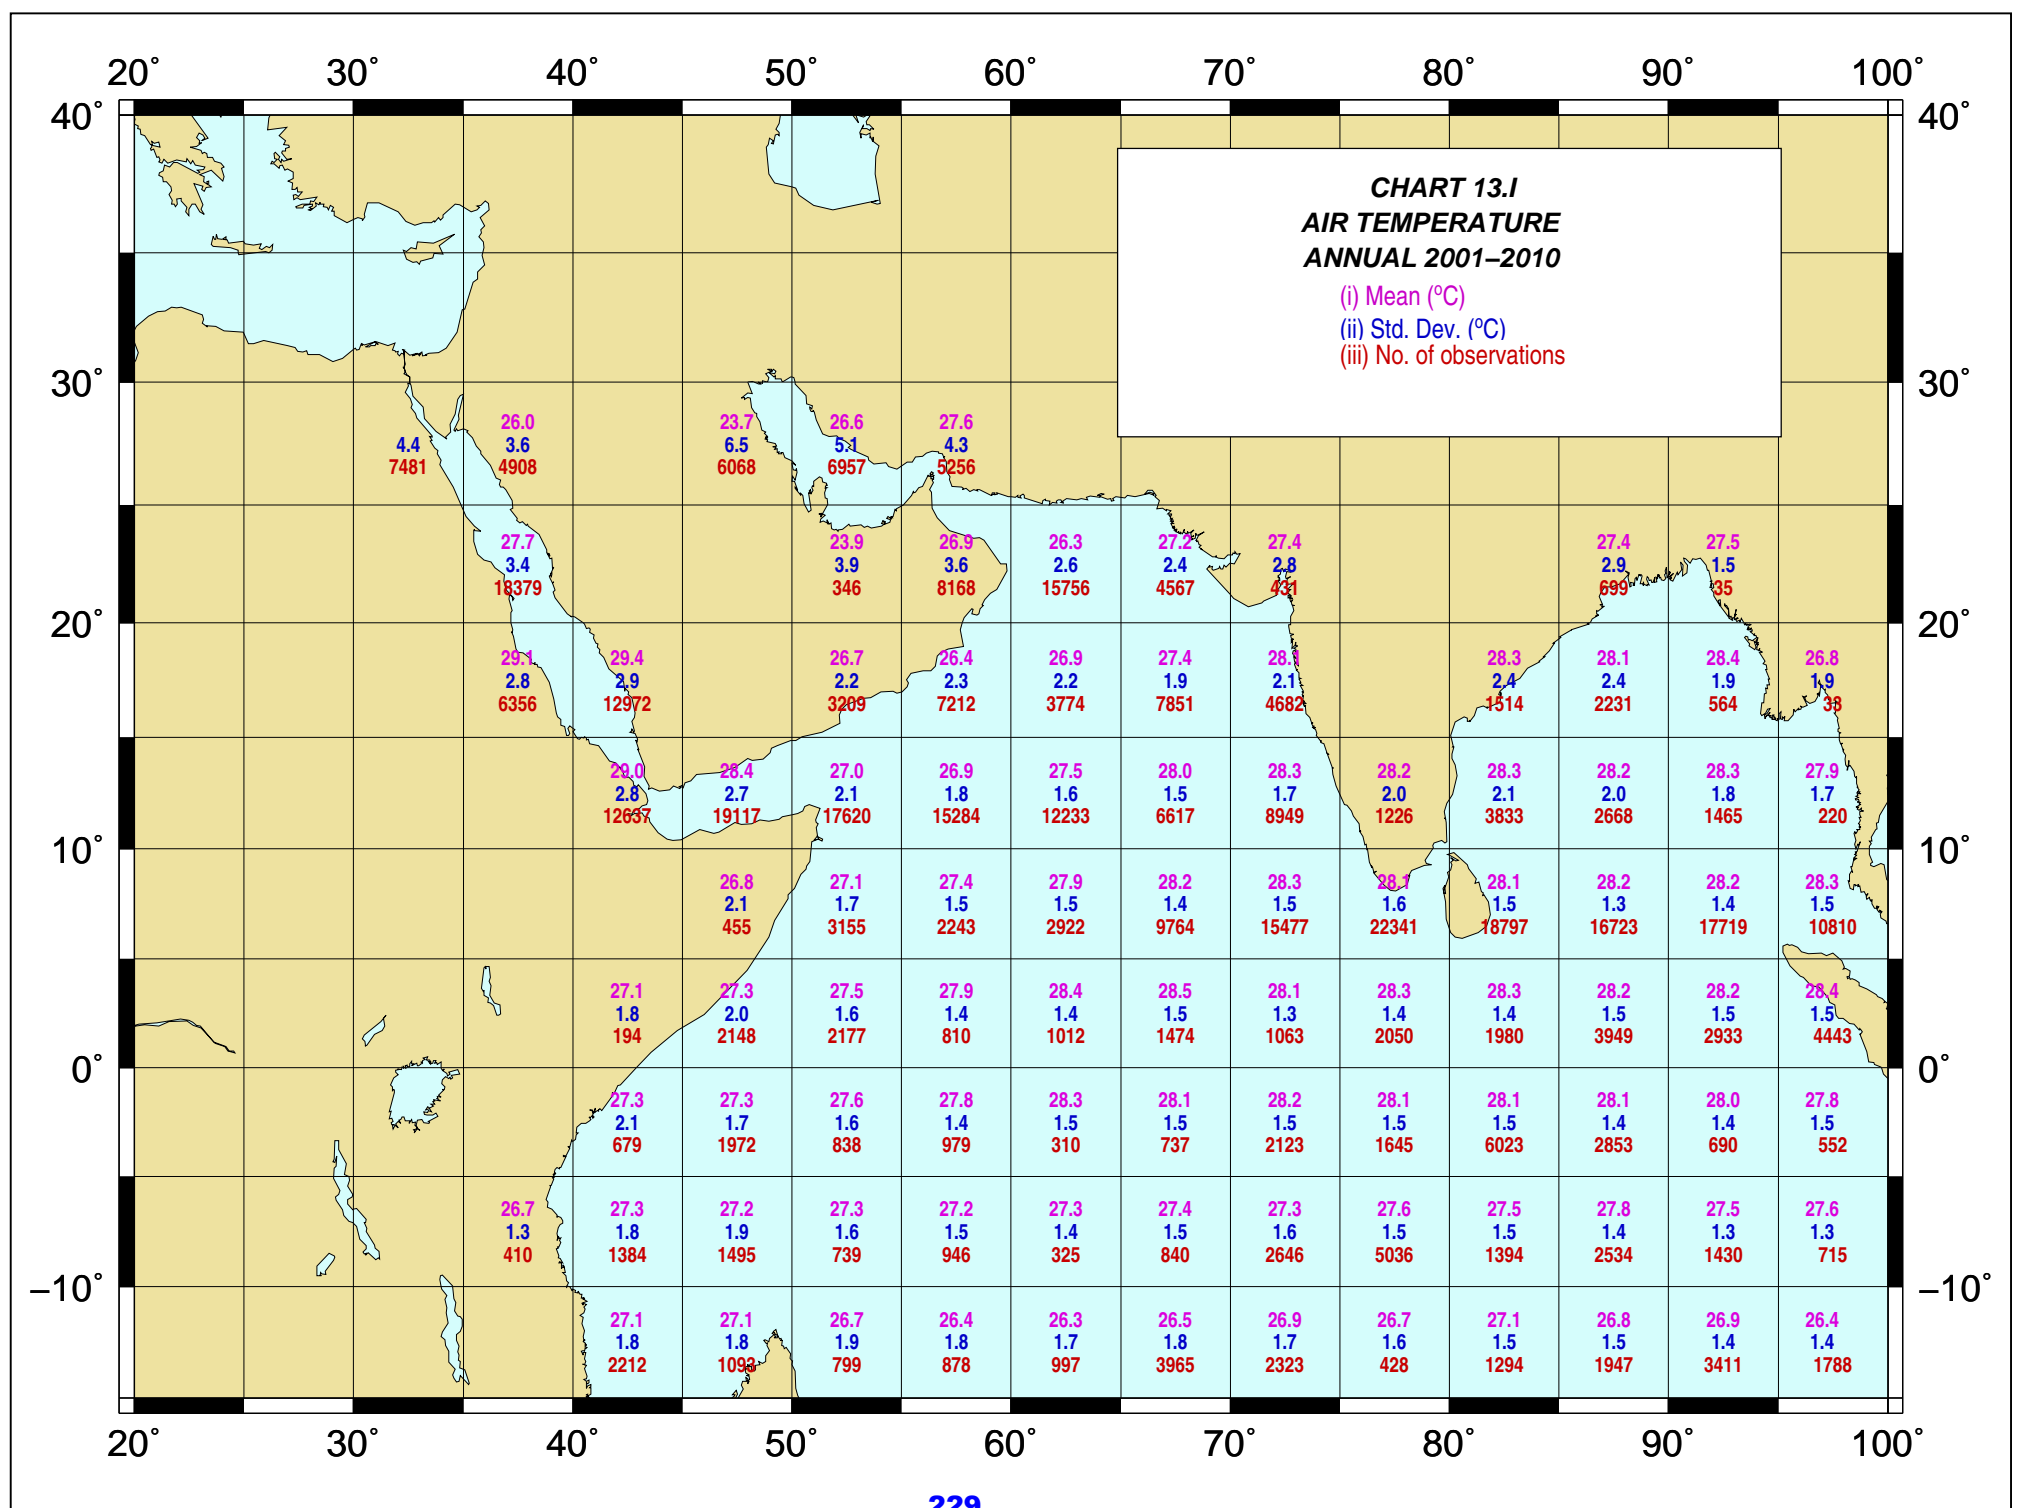 20˚ 30˚ 40˚ 50˚ 60˚ 70˚ 80˚ 90˚ 100˚
40˚ 40˚
CHART 13.I
AIR TEMPERATURE
ANNUAL 2001–2010
(i) Mean (ºC)
(ii) Std. Dev. (ºC)
(iii) No. of observations
30˚ 30˚
26.0 23.7 26.6 27.6
4.4 3.6 6.5 5.1 4.3
7481 4908 6068 6957 5256
27.7 23.9 26.9 26.3 27.2 27.4 27.4 27.5
3.4 3.9 3.6 2.6 2.4 2.8 2.9 1.5
18379 346 8168 15756 4567 431 699 35
20˚ 20˚
29.1 29.4 26.7 26.4 26.9 27.4 28.1 28.3 28.1 28.4 26.8
2.8 2.9 2.2 2.3 2.2 1.9 2.1 2.4 2.4 1.9 1.9
6356 12972 3209 7212 3774 7851 4682 1514 2231 564 33
29.0 28.4 27.0 26.9 27.5 28.0 28.3 28.2 28.3 28.2 28.3 27.9
2.8 2.7 2.1 1.8 1.6 1.5 1.7 2.0 2.1 2.0 1.8 1.7
12637 19117 17620 15284 12233 6617 8949 1226 3833 2668 1465 220
10˚ 10˚
26.8 27.1 27.4 27.9 28.2 28.3 28.1 28.1 28.2 28.2 28.3
2.1 1.7 1.5 1.5 1.4 1.5 1.6 1.5 1.3 1.4 1.5
455 3155 2243 2922 9764 15477 22341 18797 16723 17719 10810
27.1 27.3 27.5 27.9 28.4 28.5 28.1 28.3 28.3 28.2 28.2 28.4
1.8 2.0 1.6 1.4 1.4 1.5 1.3 1.4 1.4 1.5 1.5 1.5
194 2148 2177 810 1012 1474 1063 2050 1980 3949 2933 4443
0˚ 0˚
27.3 27.3 27.6 27.8 28.3 28.1 28.2 28.1 28.1 28.1 28.0 27.8
2.1 1.7 1.6 1.4 1.5 1.5 1.5 1.5 1.5 1.4 1.4 1.5
679 1972 838 979 310 737 2123 1645 6023 2853 690 552
26.7 27.3 27.2 27.3 27.2 27.3 27.4 27.3 27.6 27.5 27.8 27.5 27.6
1.3 1.8 1.9 1.6 1.5 1.4 1.5 1.6 1.5 1.5 1.4 1.3 1.3
410 1384 1495 739 946 325 840 2646 5036 1394 2534 1430 715
–10˚ –10˚
27.1 27.1 26.7 26.4 26.3 26.5 26.9 26.7 27.1 26.8 26.9 26.4
1.8 1.8 1.9 1.8 1.7 1.8 1.7 1.6 1.5 1.5 1.4 1.4
2212 1093 799 878 997 3965 2323 428 1294 1947 3411 1788
20˚ 30˚ 40˚ 50˚ 60˚ 70˚ 80˚ 90˚ 100˚
229